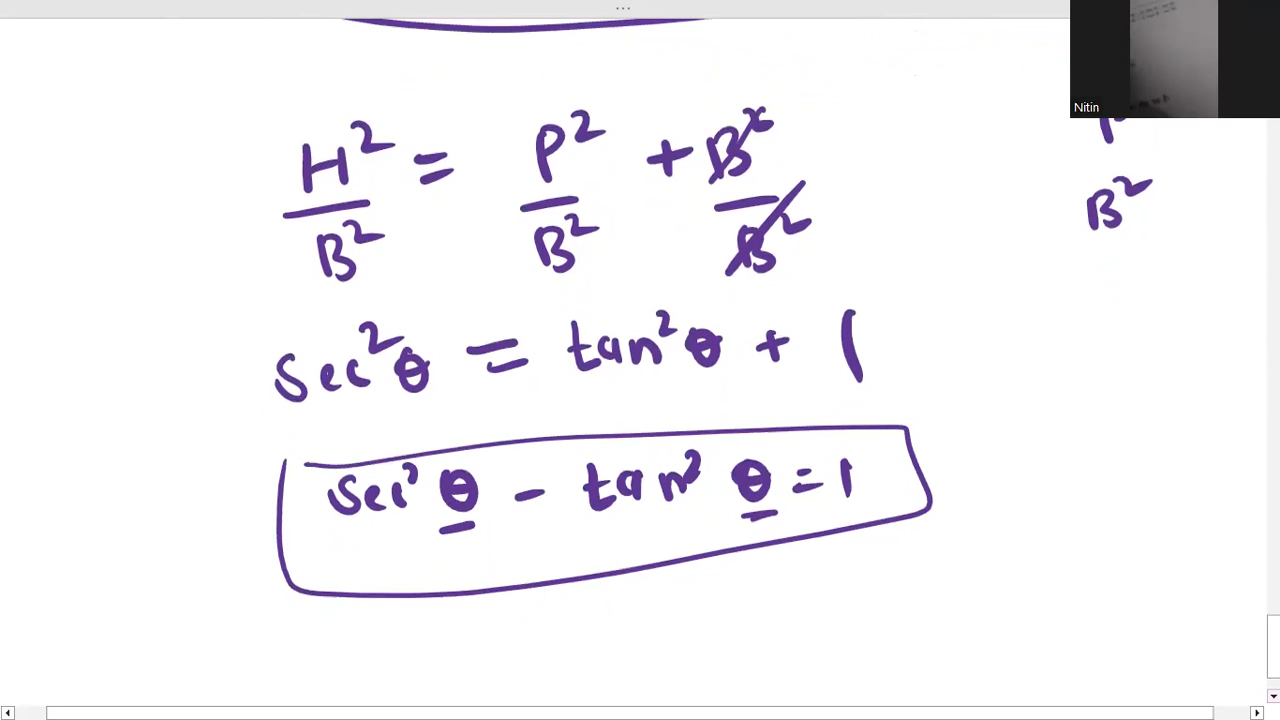 Nitin
H² = P² + B²
B² B² B²
B²
sec²θ = tan²θ + 1
sec²θ - tan²θ = 1